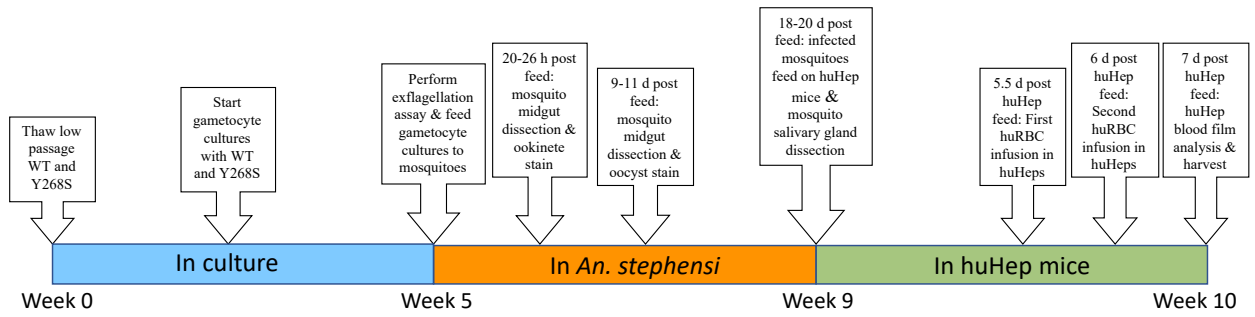 Thaw low
passage
WT and
Y268S
Start
gametocyte
cultures
with WT
and Y268S
Perform
exflagellation
assay & feed
gametocyte
cultures to
mosquitoes
20-26 h post
feed:
mosquito
midgut
dissection &
ookinete
stain
9-11 d post
feed:
mosquito
midgut
dissection &
oocyst stain
18-20 d post
feed: infected
mosquitoes
feed on huHep
mice &
mosquito
salivary gland
dissection
5.5 d post
huHep
feed: First
huRBC
infusion in
huHeps
6 d post
huHep
feed:
Second
huRBC
infusion in
huHeps
7 d post
huHep
feed: huHep
blood film
analysis &
harvest
In culture
In An. stephensi
In huHep mice
Week 0
Week 5
Week 9
Week 10